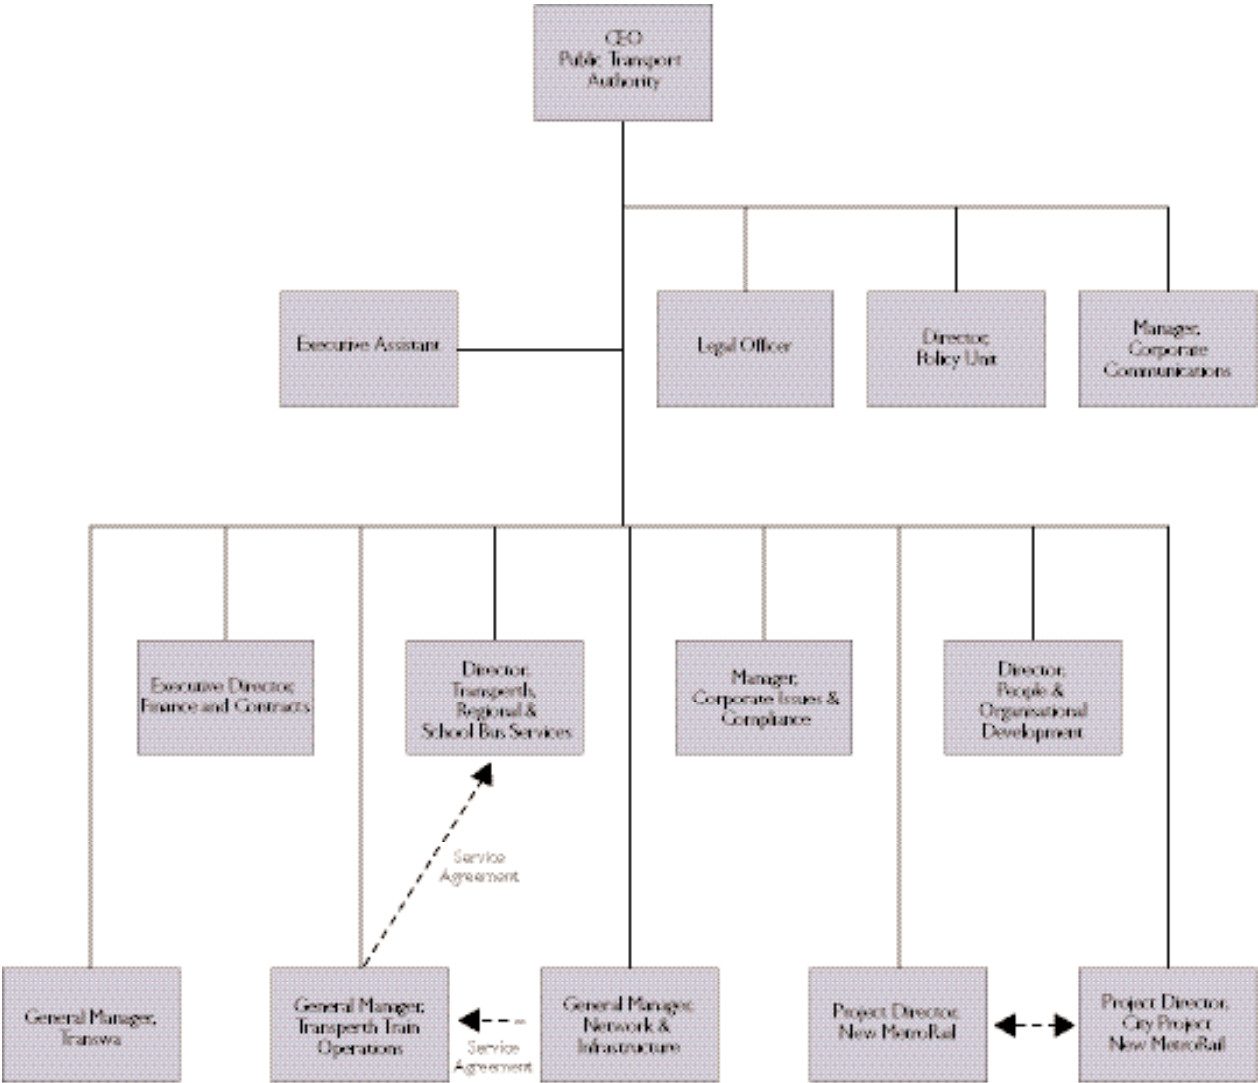 CEO
Public Transport
Authority
Executive Assistant
Legal Officer
Director,
Policy Unit
Manager,
Corporate
Communications
Executive Director,
Finance and Contracts
Director,
Transperth,
Regional &
School Bus Services
Manager,
Corporate Issues &
Compliance
Director,
People &
Organisational
Development
Service
Agreement
General Manager,
Transwa
General Manager,
Transperth Train
Operations
Service
Agreement
General Manager,
Network &
Infrastructure
Project Director,
New MetroRail
Project Director,
City Project
New MetroRail